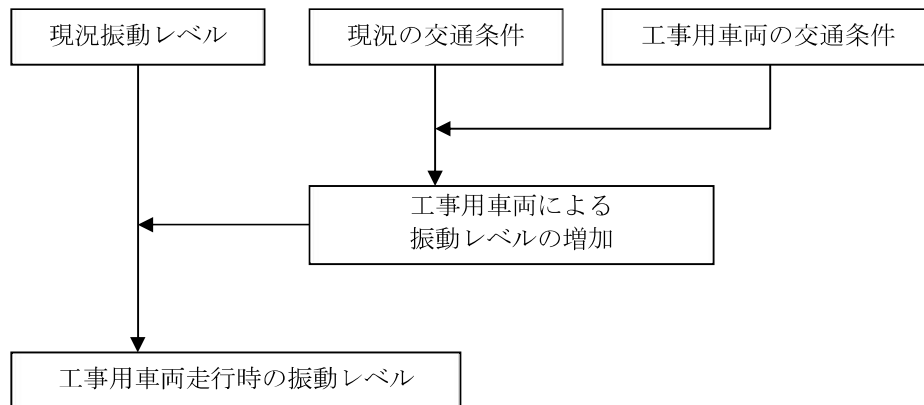 現況振動レベル
現況の交通条件
工事用車両の交通条件
工事用車両による
振動レベルの増加
工事用車両走行時の振動レベル